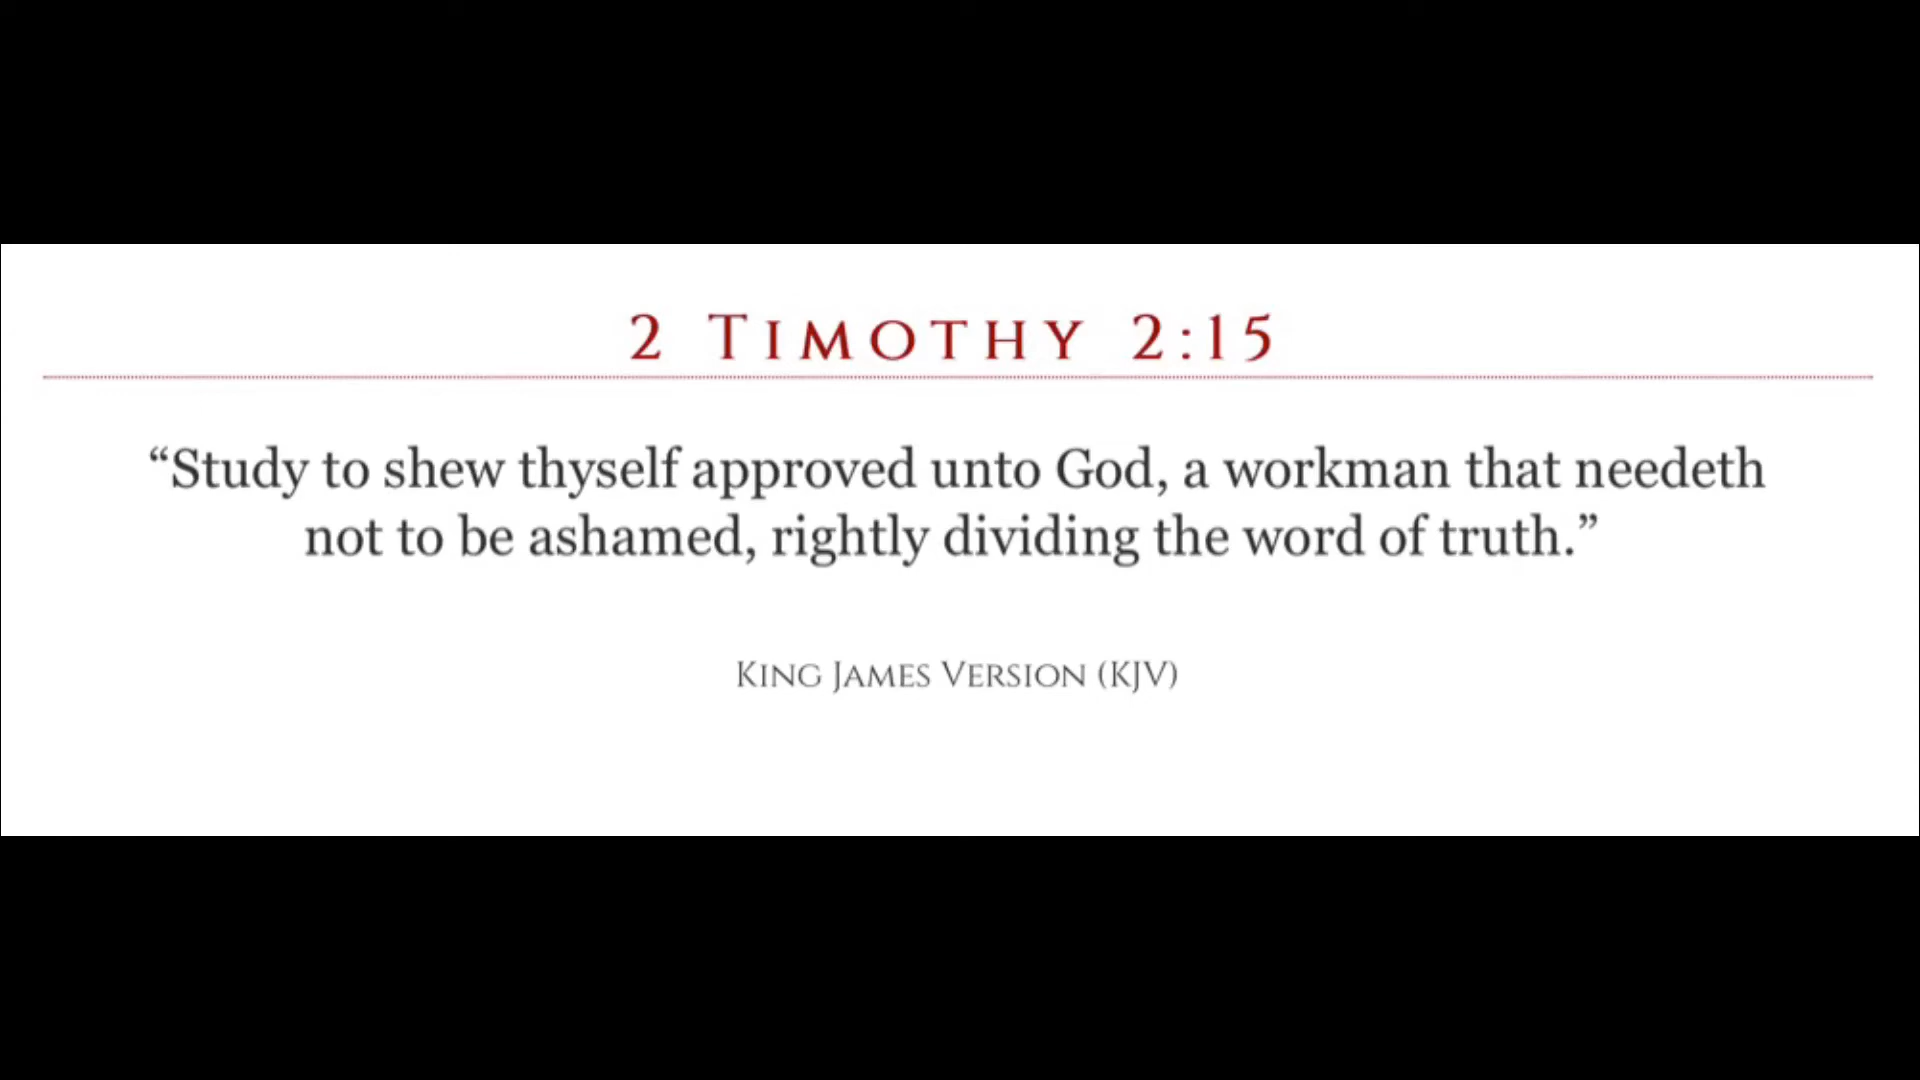 2 Timothy 2:15
“Study to shew thyself approved unto God, a workman that needeth
not to be ashamed, rightly dividing the word of truth.”
King James Version (KJV)